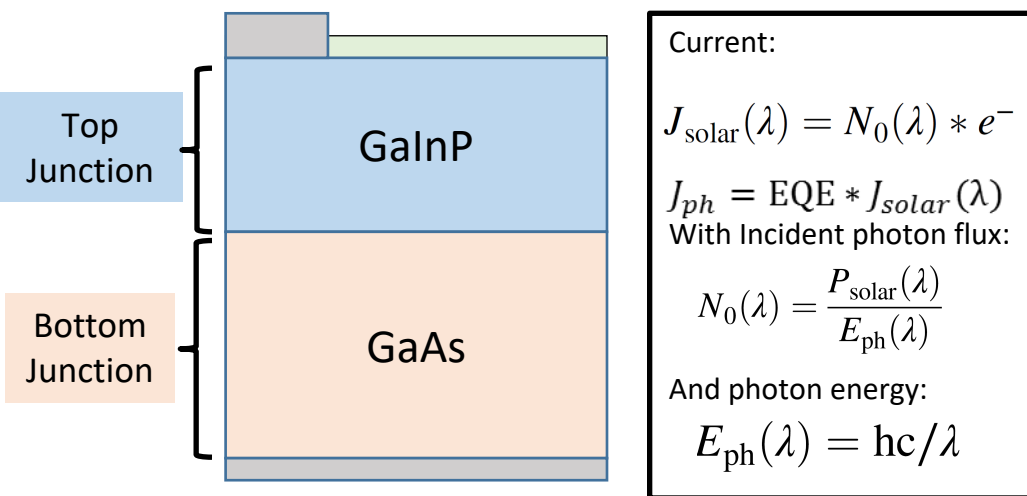 Top
Junction
Bottom
Junction
GaInP
GaAs
Current:
J_solar(λ) = N_0(λ) * e^-
J_ph = EQE * J_solar(λ)
With Incident photon flux:
N_0(λ) = P_solar(λ) / E_ph(λ)
And photon energy:
E_ph(λ) = hc/λ